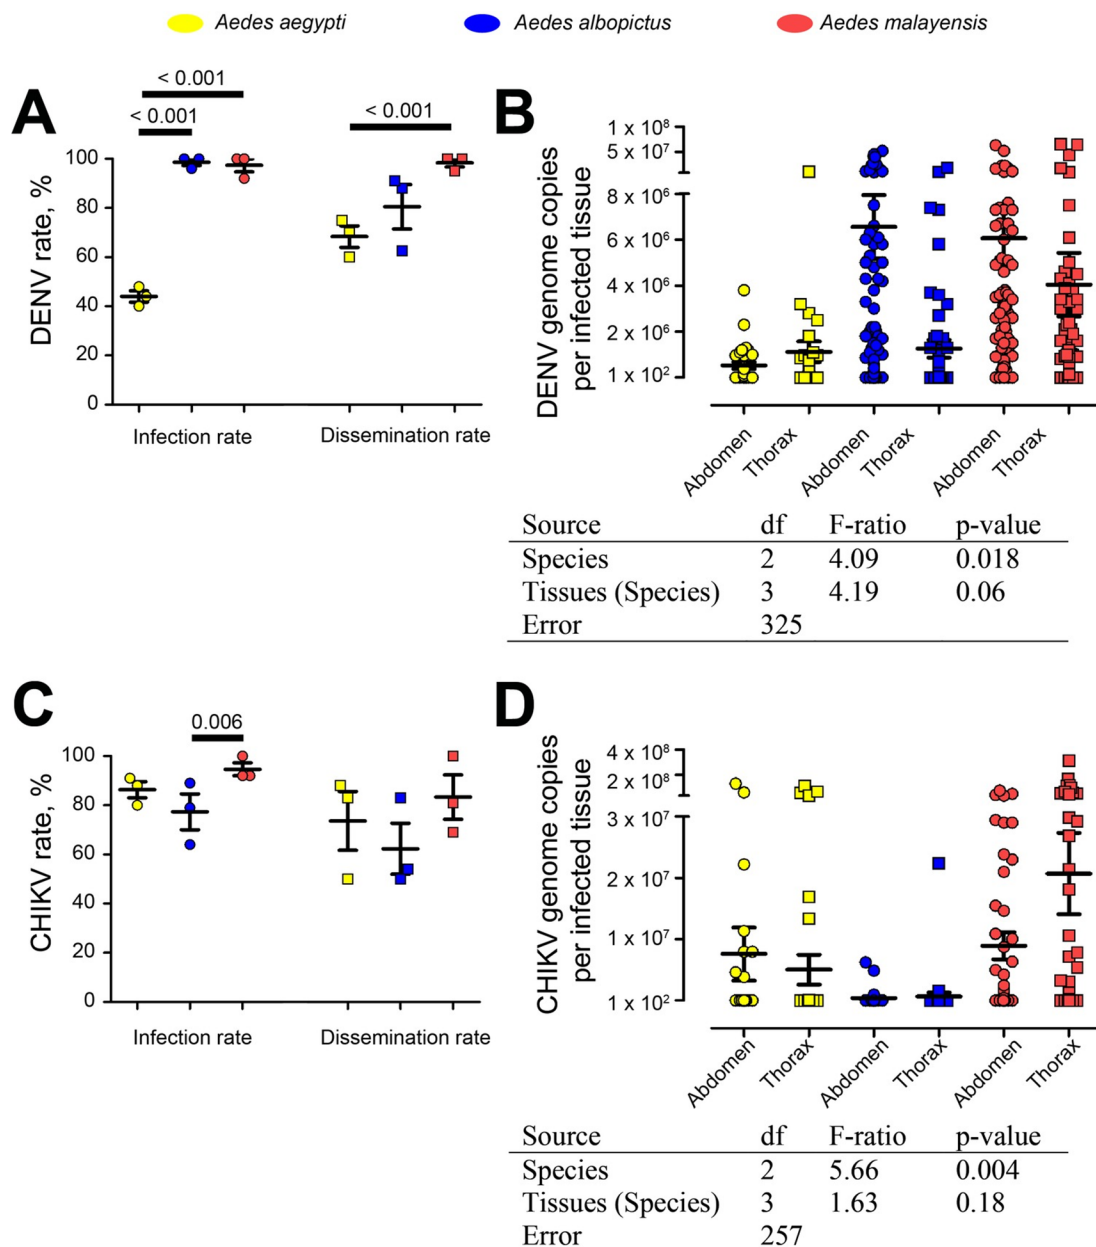 Aedes aegypti Aedes albopictus Aedes malayensis
A
< 0.001
< 0.001
< 0.001
DENV rate, %
100
80
60
40
20
0
Infection rate Dissemination rate
B
DENV genome copies
per infected tissue
1 x 10⁸
5 x 10⁷
8 x 10⁶
6 x 10⁶
4 x 10⁶
2 x 10⁶
1 x 10²
Abdomen Thorax Abdomen Thorax Abdomen Thorax
Source df F-ratio p-value
Species 2 4.09 0.018
Tissues (Species) 3 4.19 0.06
Error 325
C
0.006
CHIKV rate, %
100
80
60
40
20
0
Infection rate Dissemination rate
D
CHIKV genome copies
per infected tissue
4 x 10⁸
2 x 10⁸
3 x 10⁷
2 x 10⁷
1 x 10⁷
1 x 10²
Abdomen Thorax Abdomen Thorax Abdomen Thorax
Source df F-ratio p-value
Species 2 5.66 0.004
Tissues (Species) 3 1.63 0.18
Error 257